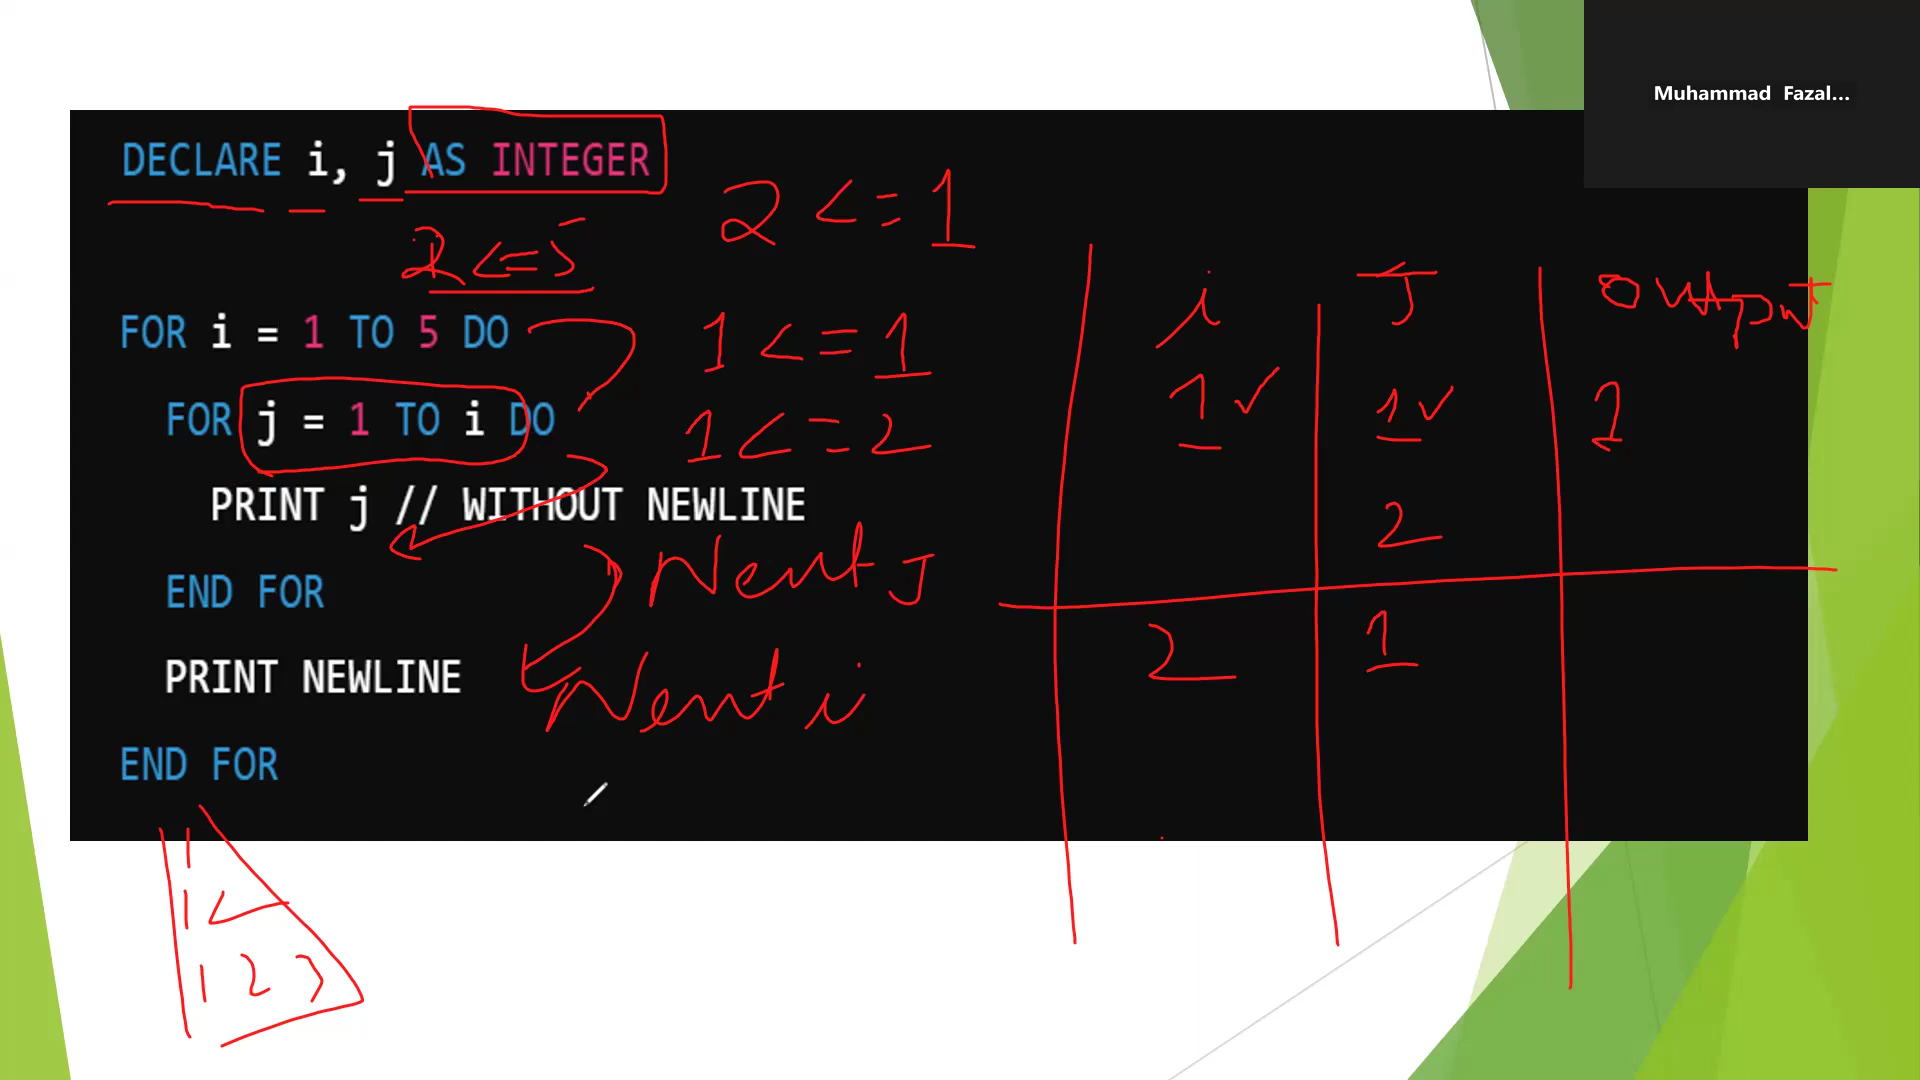 Muhammad Fazal...
DECLARE i, j AS INTEGER
2 <= 1
2 <= 5
i J output
FOR i = 1 TO 5 DO
1 <= 1
1 ✓ 1 ✓ 1
FOR j = 1 TO i DO
1 <= 2
PRINT j // WITHOUT NEWLINE
2
Next J
END FOR
2 1
PRINT NEWLINE
Next i
END FOR
1
1 2
1 2 3